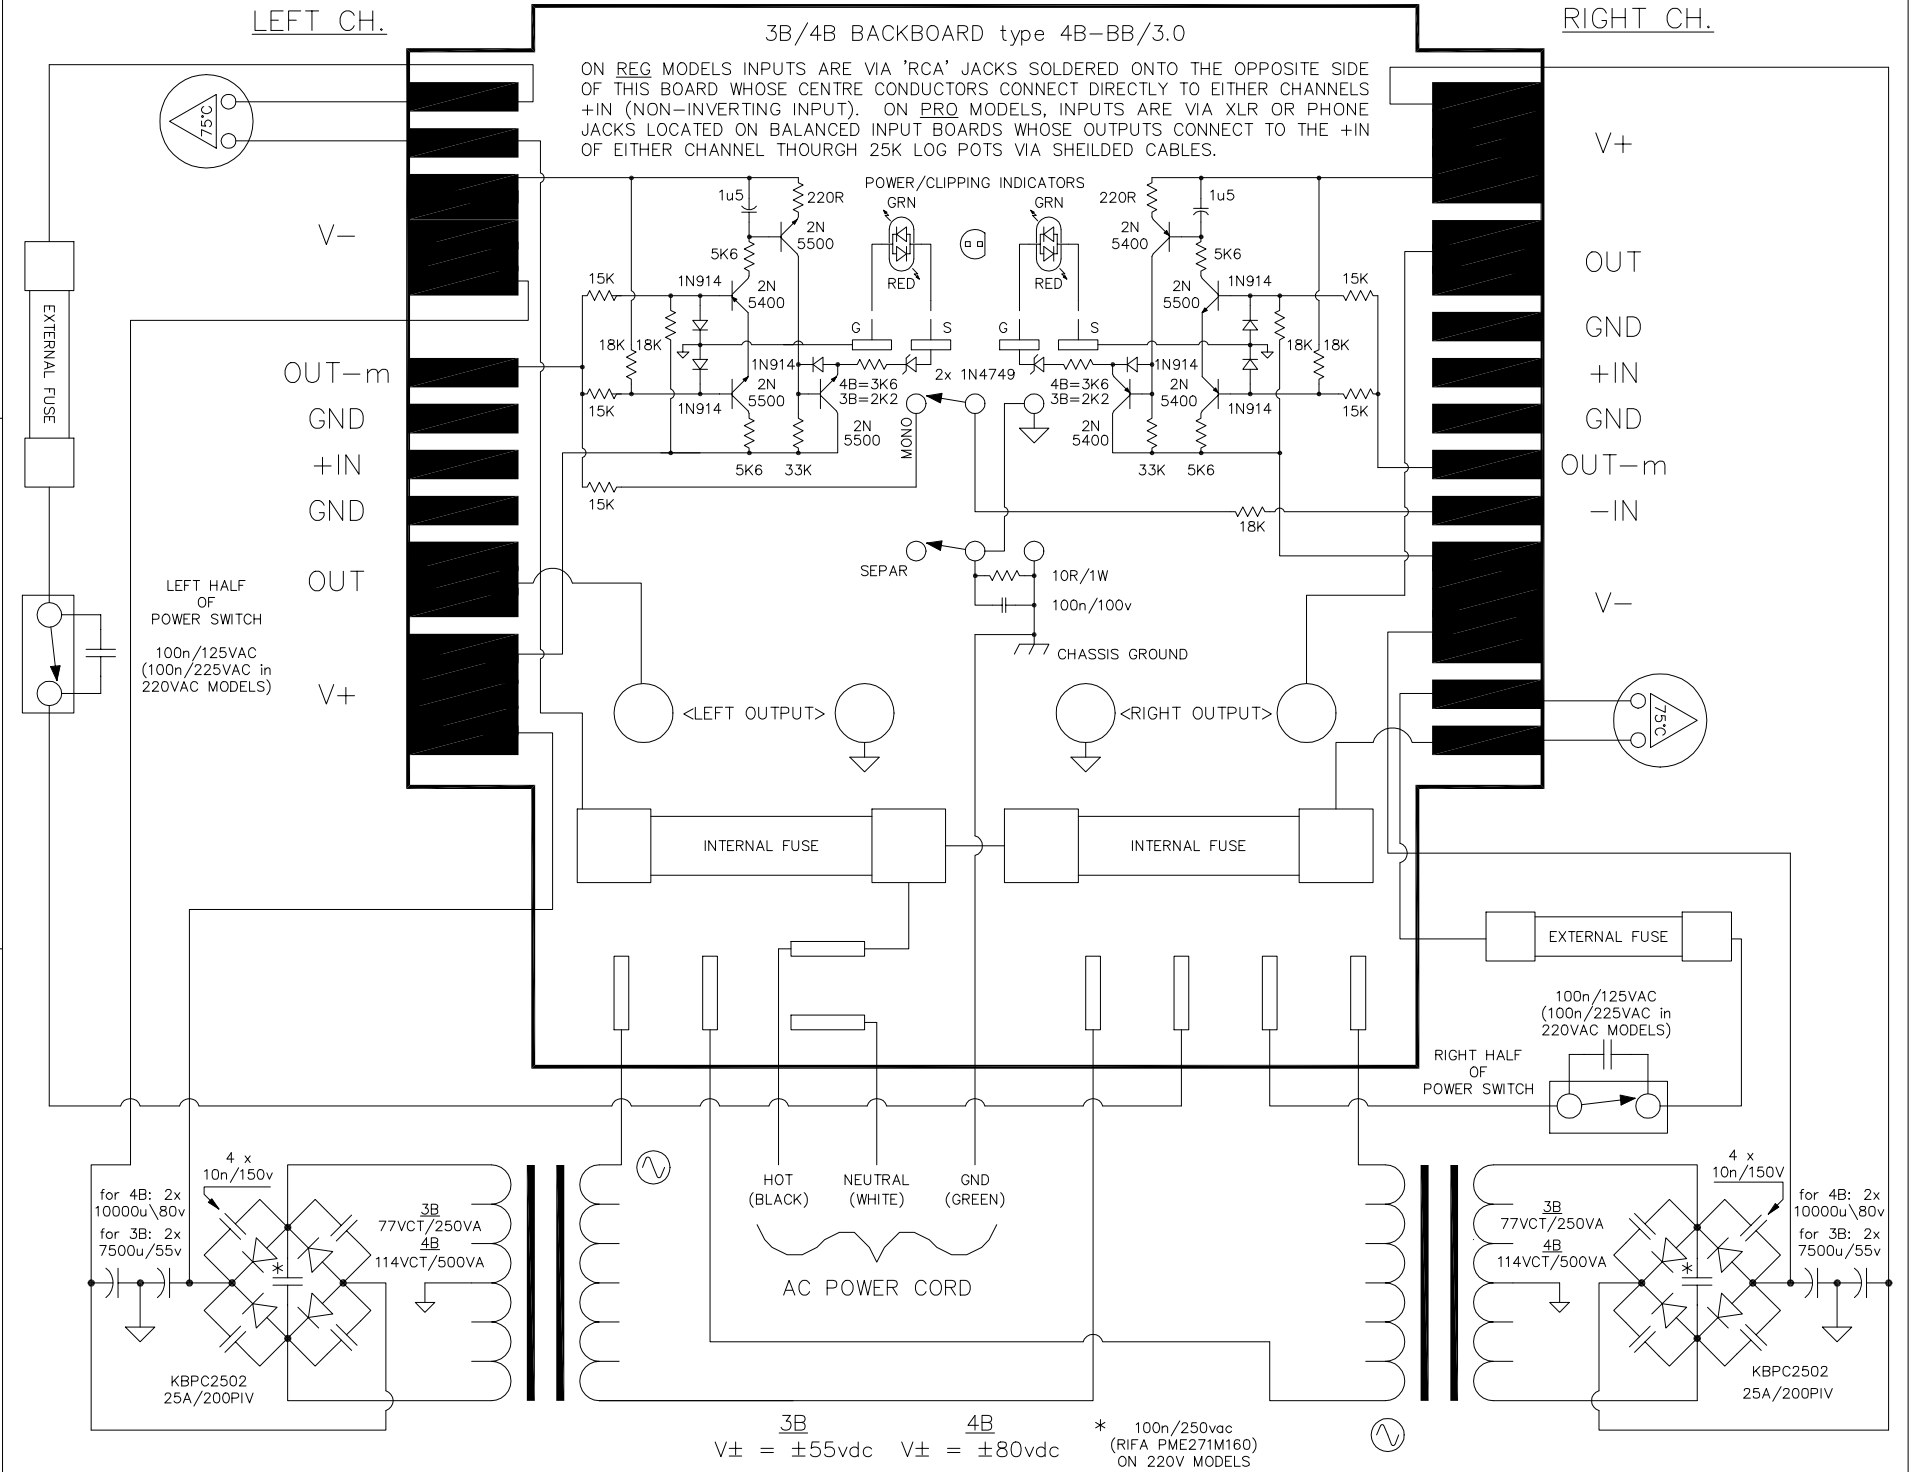 LEFT CH.
RIGHT CH.
3B/4B BACKBOARD type 4B-BB/3.0
ON REG MODELS INPUTS ARE VIA 'RCA' JACKS SOLDERED ONTO THE OPPOSITE SIDE
OF THIS BOARD WHOSE CENTRE CONDUCTORS CONNECT DIRECTLY TO EITHER CHANNELS
+IN (NON-INVERTING INPUT). ON PRO MODELS, INPUTS ARE VIA XLR OR PHONE
JACKS LOCATED ON BALANCED INPUT BOARDS WHOSE OUTPUTS CONNECT TO THE +IN
OF EITHER CHANNEL THOURGH 25K LOG POTS VIA SHEILDED CABLES.
75°C
V-
EXTERNAL FUSE
OUT-m
GND
+IN
GND
OUT
V+
LEFT HALF
OF
POWER SWITCH
100n/125VAC
(100n/225VAC in
220VAC MODELS)
POWER/CLIPPING INDICATORS
1u5
220R
GRN
GRN
220R
1u5
2N
5500
2N
5400
5K6
5K6
RED
RED
15K
1N914
2N
5400
2N
5500
1N914
15K
G
S
G
S
18K
18K
18K
18K
1N914
2x 1N4749
1N914
2N
5500
4B=3K6
3B=2K2
4B=3K6
3B=2K2
2N
5400
15K
1N914
1N914
15K
2N
5500
MONO
2N
5400
5K6
33K
33K
5K6
15K
18K
SEPAR
10R/1W
100n/100v
CHASSIS GROUND
<LEFT OUTPUT>
<RIGHT OUTPUT>
INTERNAL FUSE
INTERNAL FUSE
V+
OUT
GND
+IN
GND
OUT-m
-IN
V-
75°C
EXTERNAL FUSE
100n/125VAC
(100n/225VAC in
220VAC MODELS)
RIGHT HALF
OF
POWER SWITCH
4 x
10n/150v
for 4B: 2x
10000u\80v
for 3B: 2x
7500u/55v
*
3B
77VCT/250VA
4B
114VCT/500VA
KBPC2502
25A/200PIV
HOT
(BLACK)
NEUTRAL
(WHITE)
GND
(GREEN)
AC POWER CORD
3B
77VCT/250VA
4B
114VCT/500VA
4 x
10n/150V
*
for 4B: 2x
10000u\80v
for 3B: 2x
7500u/55v
KBPC2502
25A/200PIV
3B
V± = ±55vdc
4B
V± = ±80vdc
* 100n/250vac
(RIFA PME271M160)
ON 220V MODELS